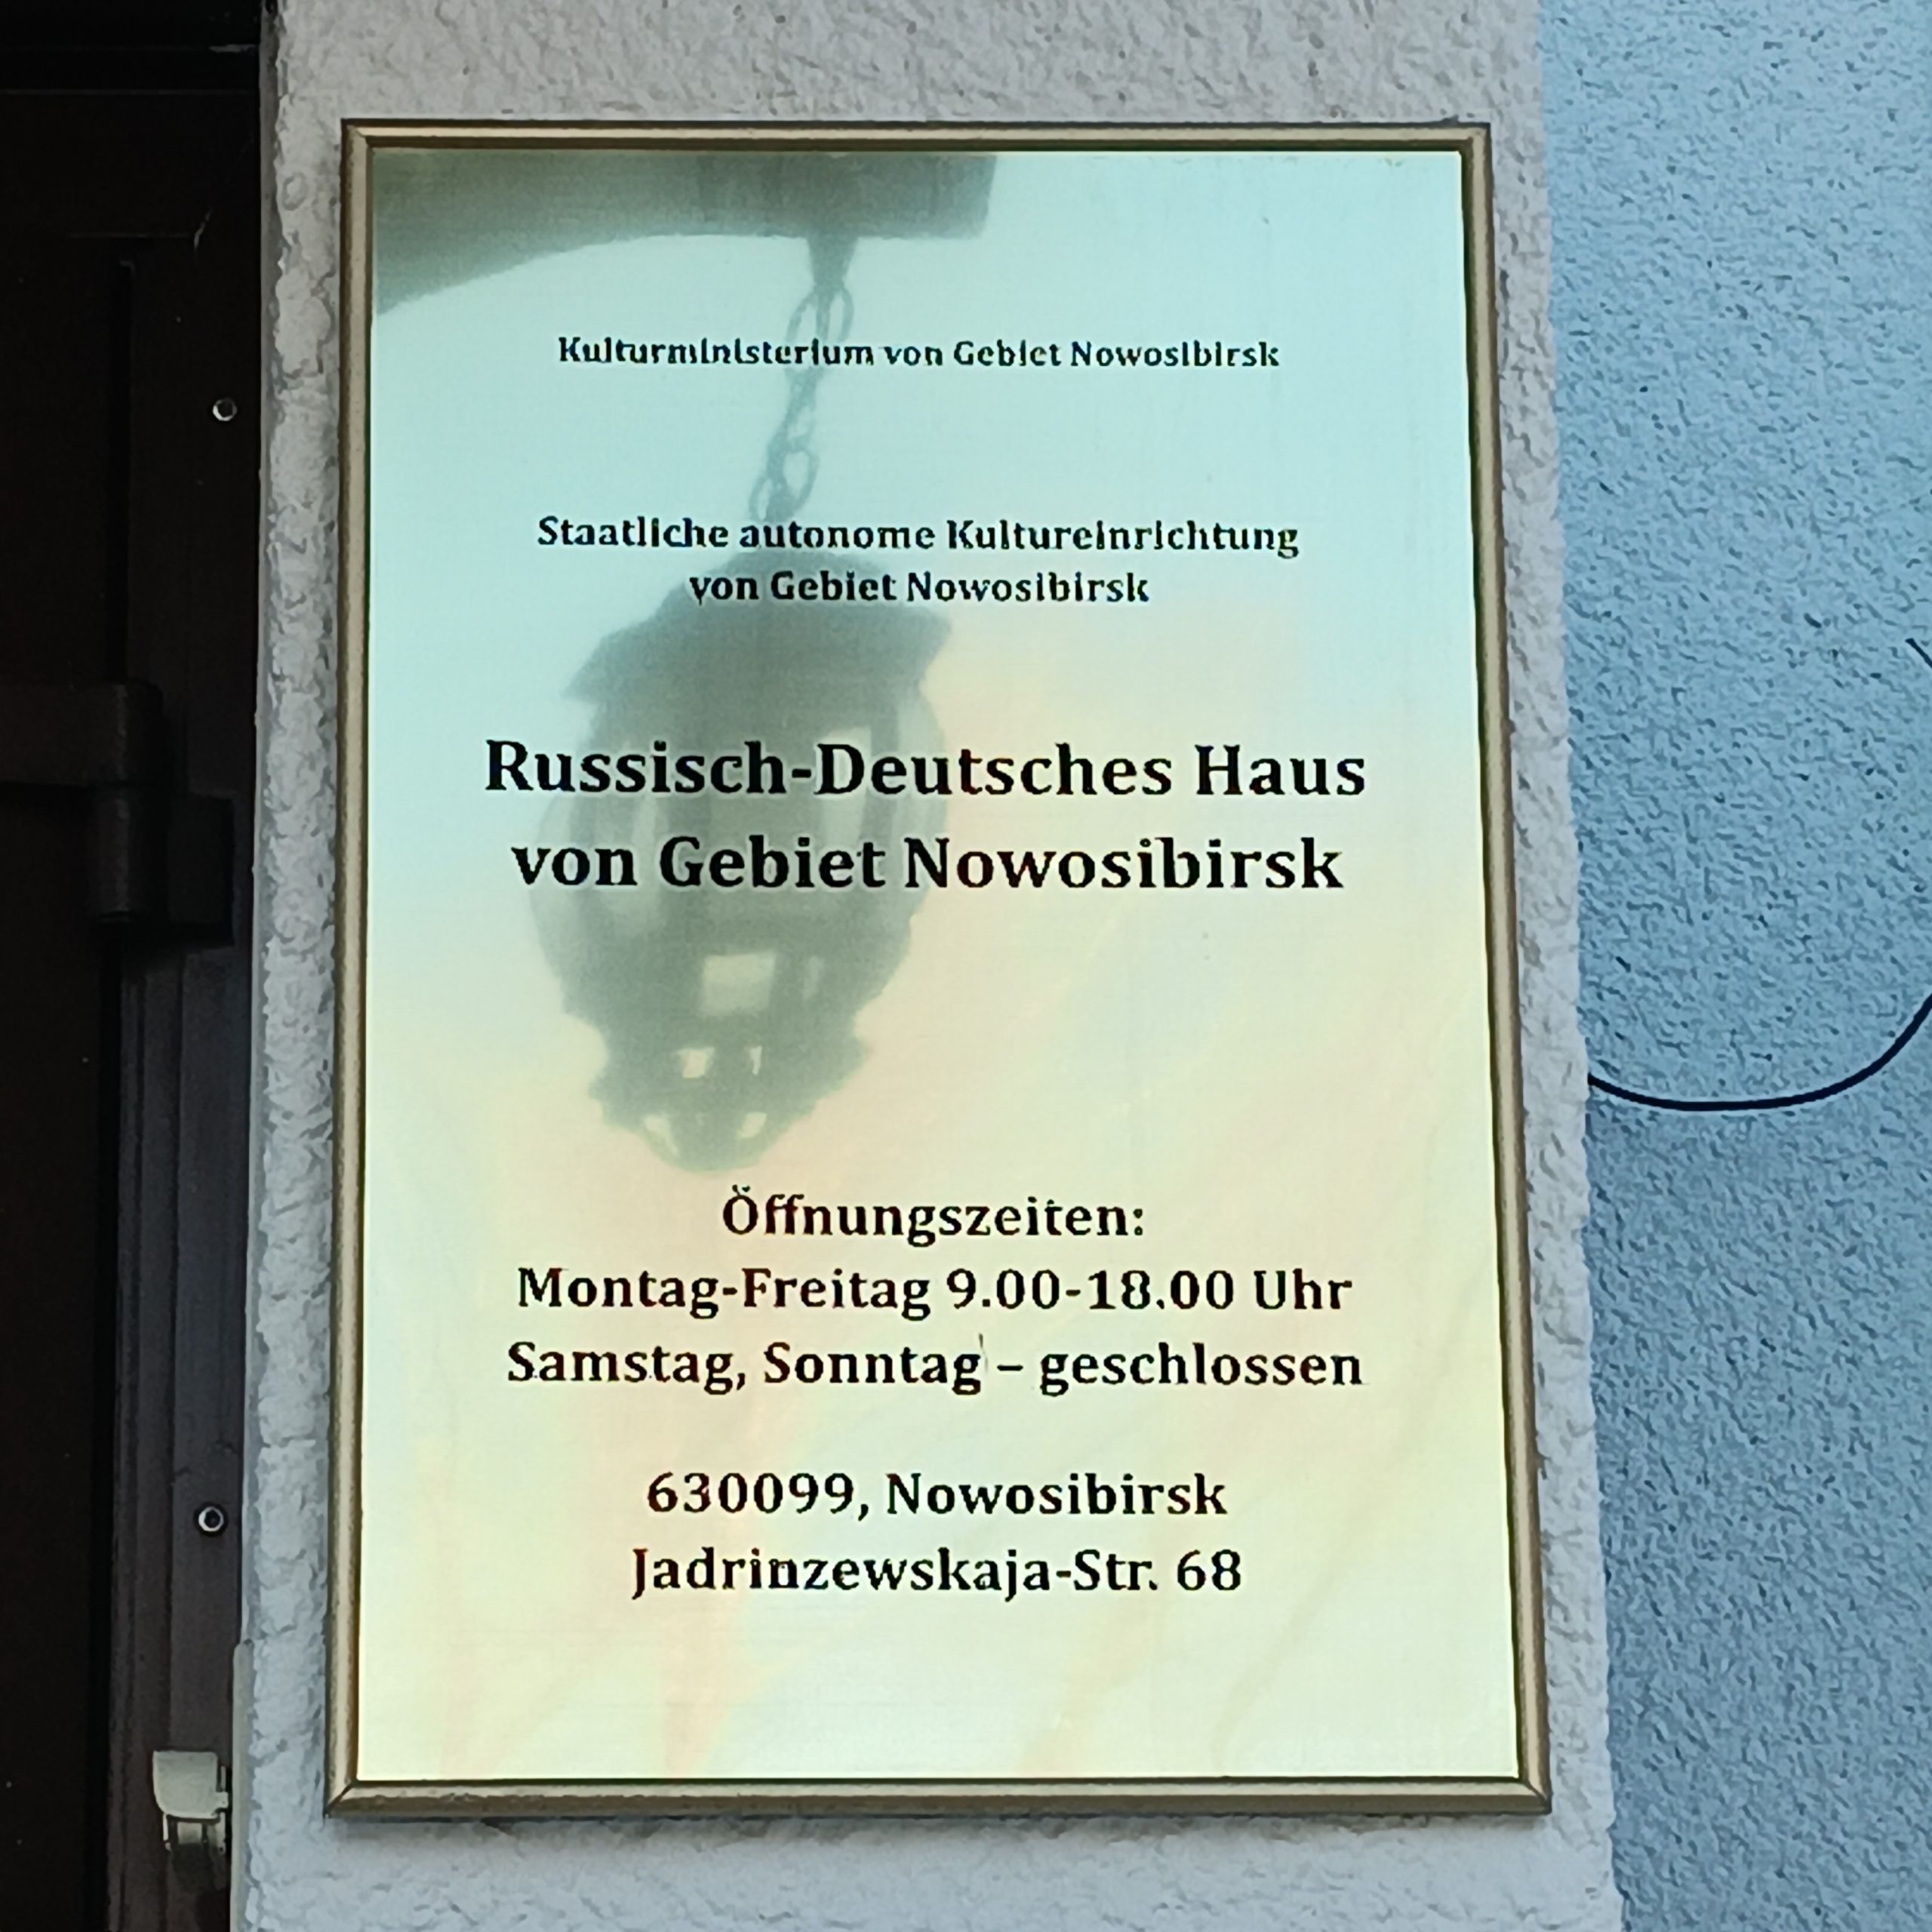 Kulturministerium von Gebiet Nowosibirsk
Staatliche autonome Kultureinrichtung
von Gebiet Nowosibirsk
Russisch-Deutsches Haus
von Gebiet Nowosibirsk
Öffnungszeiten:
Montag-Freitag 9.00-18.00 Uhr
Samstag, Sonntag – geschlossen
630099, Nowosibirsk
Jadrinzewskaja-Str. 68